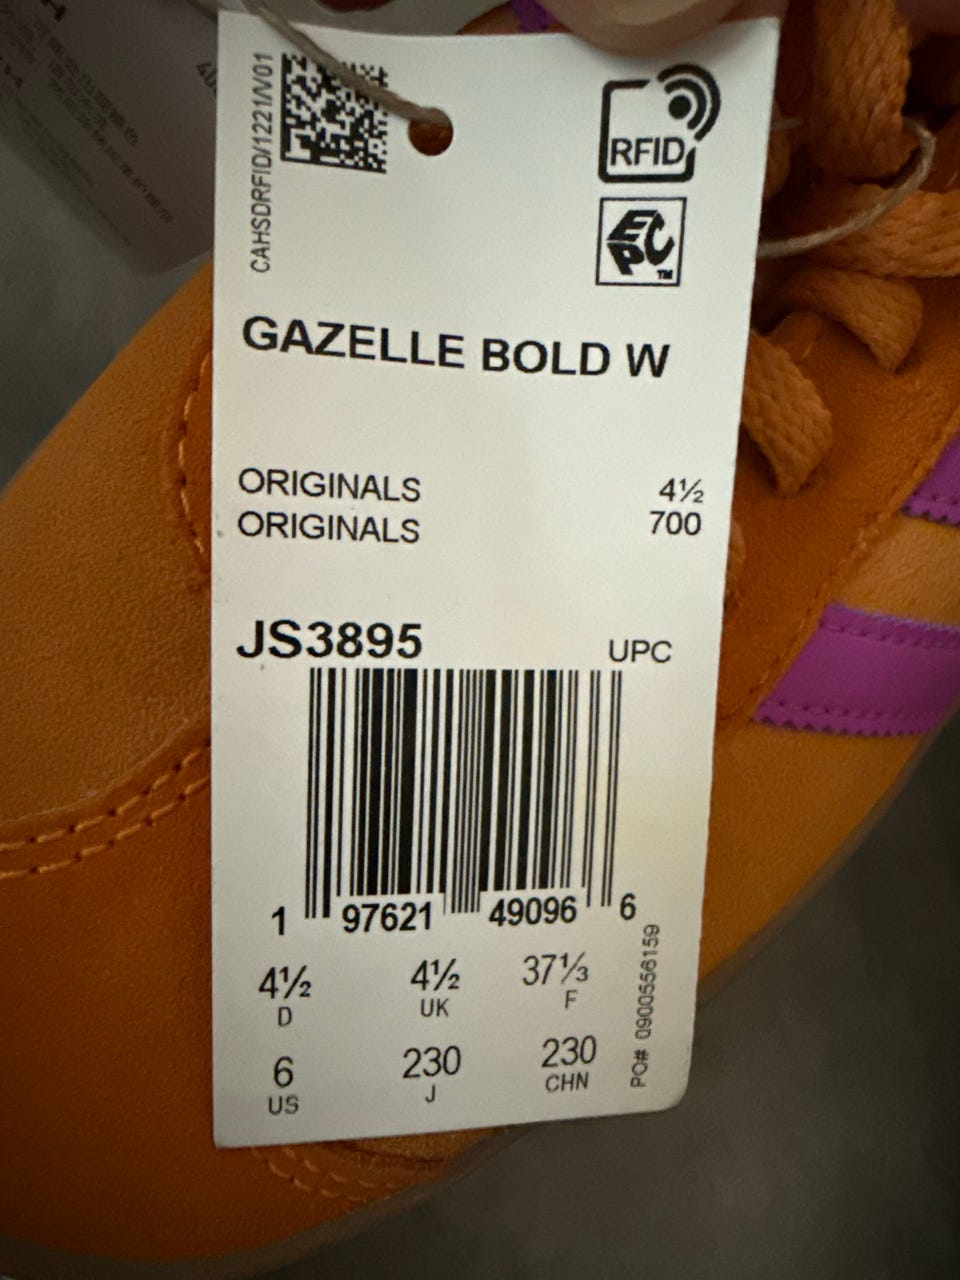 CAHSDRFID/1221/V01
RFID
EPC™
GAZELLE BOLD W
ORIGINALS 4½
ORIGINALS 700
JS3895 UPC
1 97621 49096 6
4½ 4½ 37⅓
D UK F
6 230 230
US J CHN
PO# 0900556159